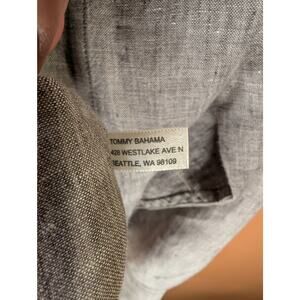 TOMMY BAHAMA
428 WESTLAKE AVE N
SEATTLE, WA 98109